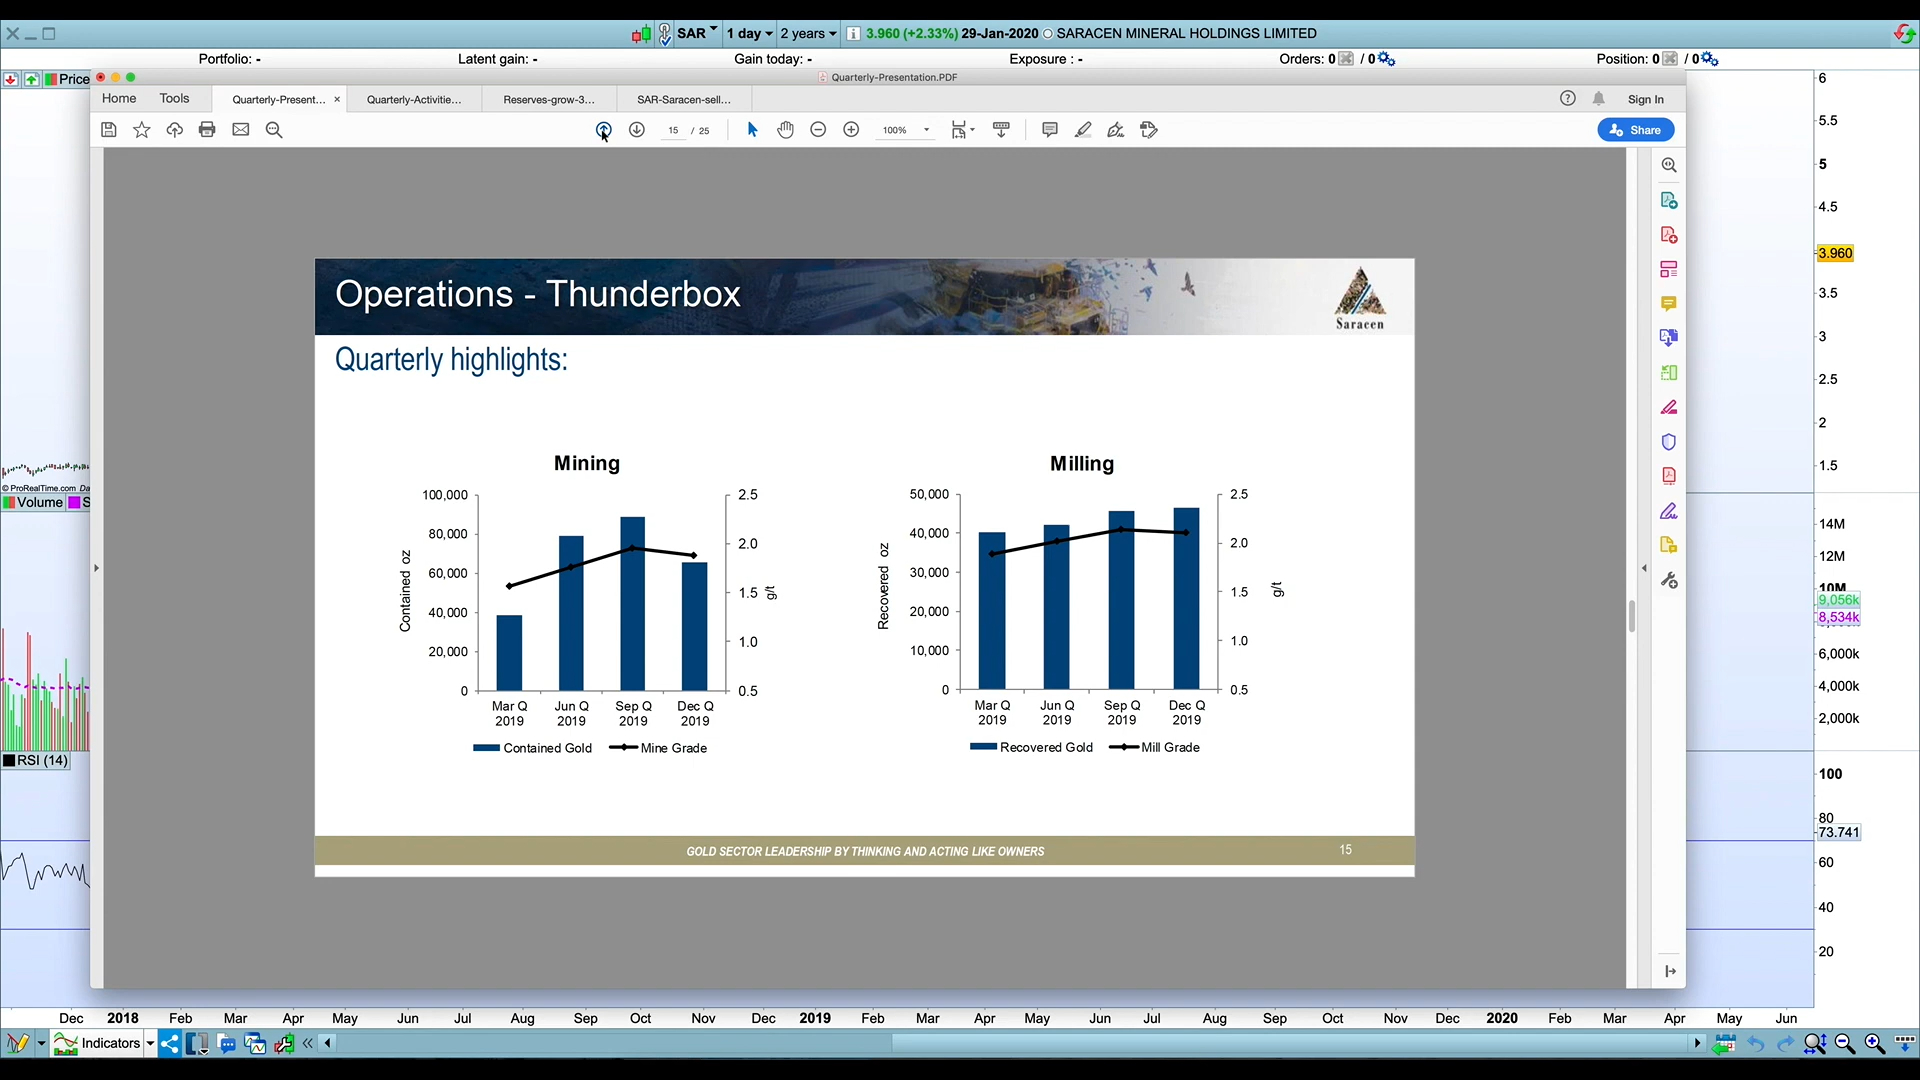 SAR 1 day 2 years 3.960 (+2.33%) 29-Jan-2020 SARACEN MINERAL HOLDINGS LIMITED
Portfolio: - Latent gain: - Gain today: - Exposure : - Orders: 0 / 0 Position: 0 / 0
Price
Quarterly-Presentation.PDF
Home Tools Quarterly-Present... × Quarterly-Activitie... Reserves-grow-3... SAR-Saracen-sell... Sign In
15 / 25 100% Share
Operations - Thunderbox
Saracen
Quarterly highlights:
Mining
100,000
80,000
60,000
40,000
20,000
0
Contained oz
2.5
2.0
1.5
1.0
0.5
g/t
Mar Q 2019
Jun Q 2019
Sep Q 2019
Dec Q 2019
Contained Gold Mine Grade
Milling
50,000
40,000
30,000
20,000
10,000
0
Recovered oz
2.5
2.0
1.5
1.0
0.5
g/t
Mar Q 2019
Jun Q 2019
Sep Q 2019
Dec Q 2019
Recovered Gold Mill Grade
GOLD SECTOR LEADERSHIP BY THINKING AND ACTING LIKE OWNERS 15
© ProRealTime.com
Volume S
RSI (14)
6
5.5
5
4.5
3.960
3.5
3
2.5
2
1.5
14M
12M
10M
9,056k
8,534k
6,000k
4,000k
2,000k
100
80
73.741
60
40
20
Dec 2018 Feb Mar Apr May Jun Jul Aug Sep Oct Nov Dec 2019 Feb Mar Apr May Jun Jul Aug Sep Oct Nov Dec 2020 Feb Mar Apr May Jun
Indicators